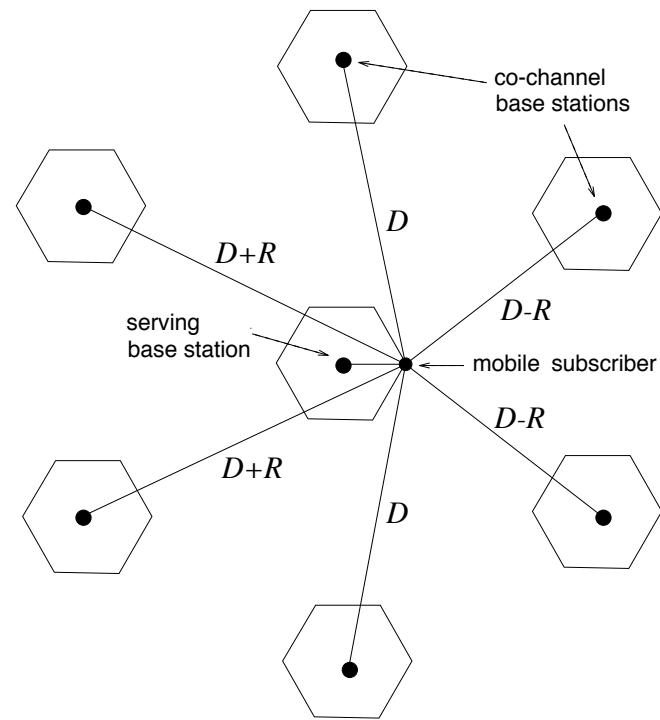 co-channel
base stations
D
D+R
D-R
serving
base station
mobile subscriber
D-R
D+R
D